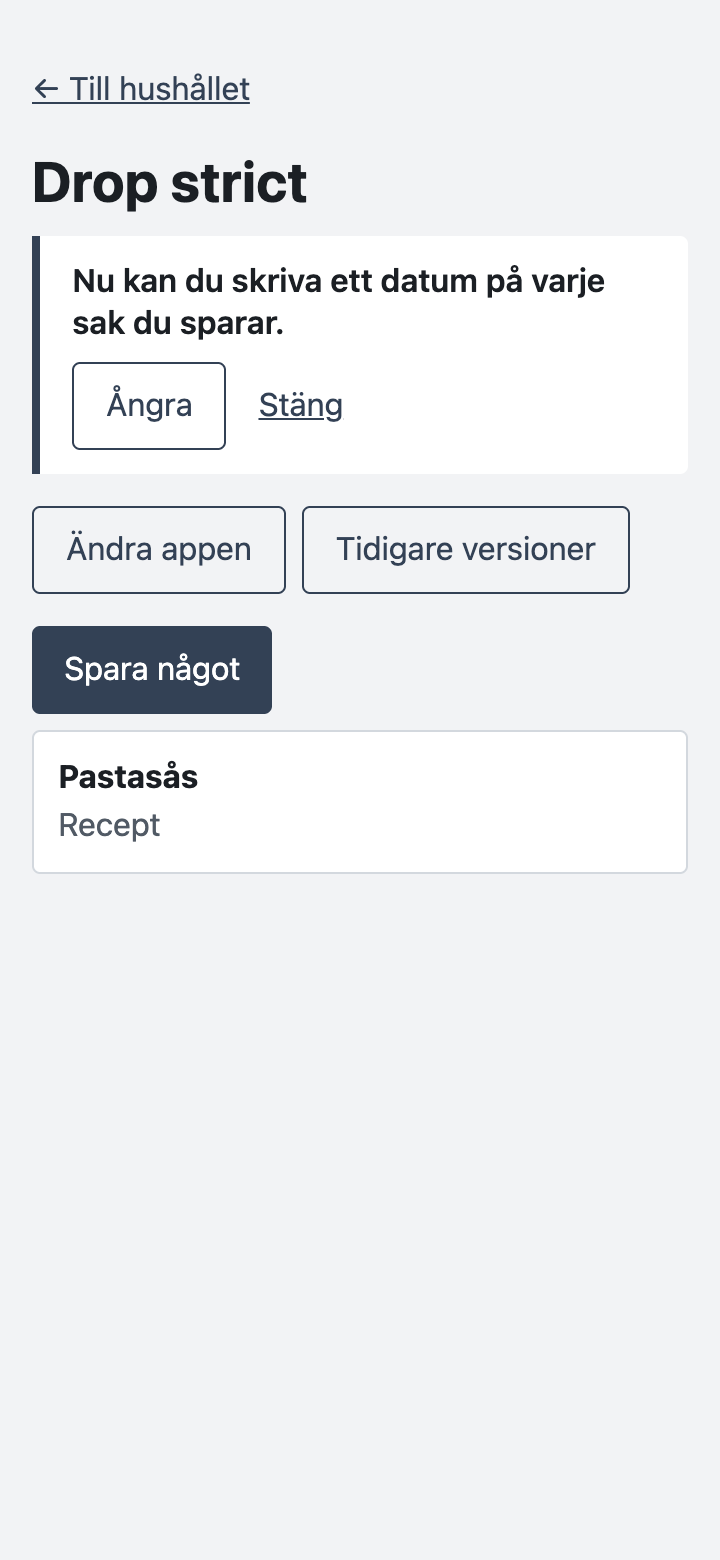 ← Till hushållet
Drop strict
Nu kan du skriva ett datum på varje
sak du sparar.
Ångra
Stäng
Ändra appen
Tidigare versioner
Spara något
Pastasås
Recept